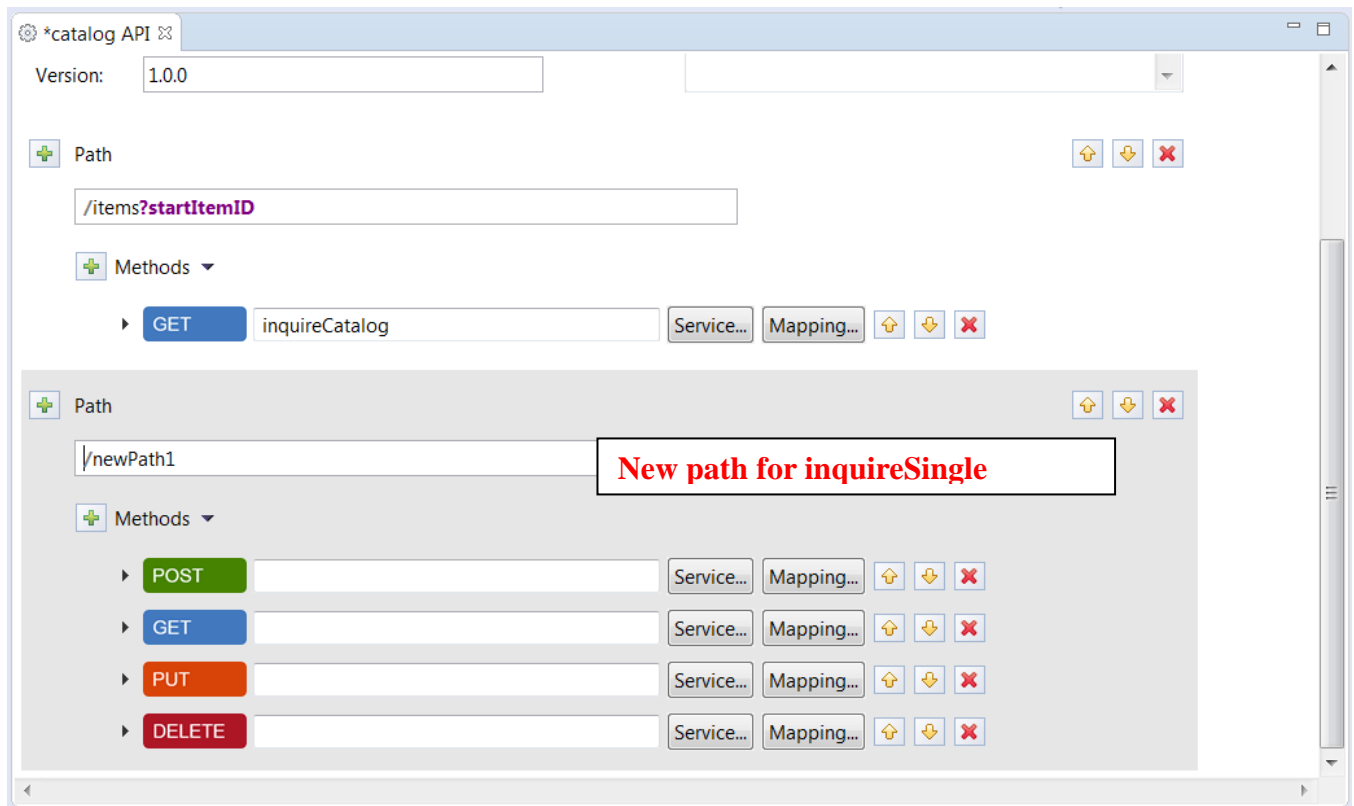 *catalog API
Version: 1.0.0
Path
/items?startItemID
Methods
GET inquireCatalog Service... Mapping...
Path
/newPath1
New path for inquireSingle
Methods
POST Service... Mapping...
GET Service... Mapping...
PUT Service... Mapping...
DELETE Service... Mapping...